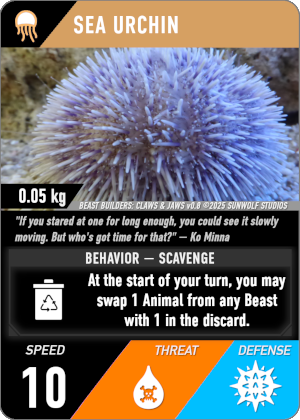 SEA URCHIN
0.05 kg
BEAST BUILDERS: CLAWS & JAWS v0.8 ©2025 SUNWOLF STUDIOS
"If you stared at one for long enough, you could see it slowly
moving. But who's got time for that?" — Ko Minna
BEHAVIOR — SCAVENGE
At the start of your turn, you may
swap 1 Animal from any Beast
with 1 in the discard.
SPEED
THREAT
DEFENSE
10